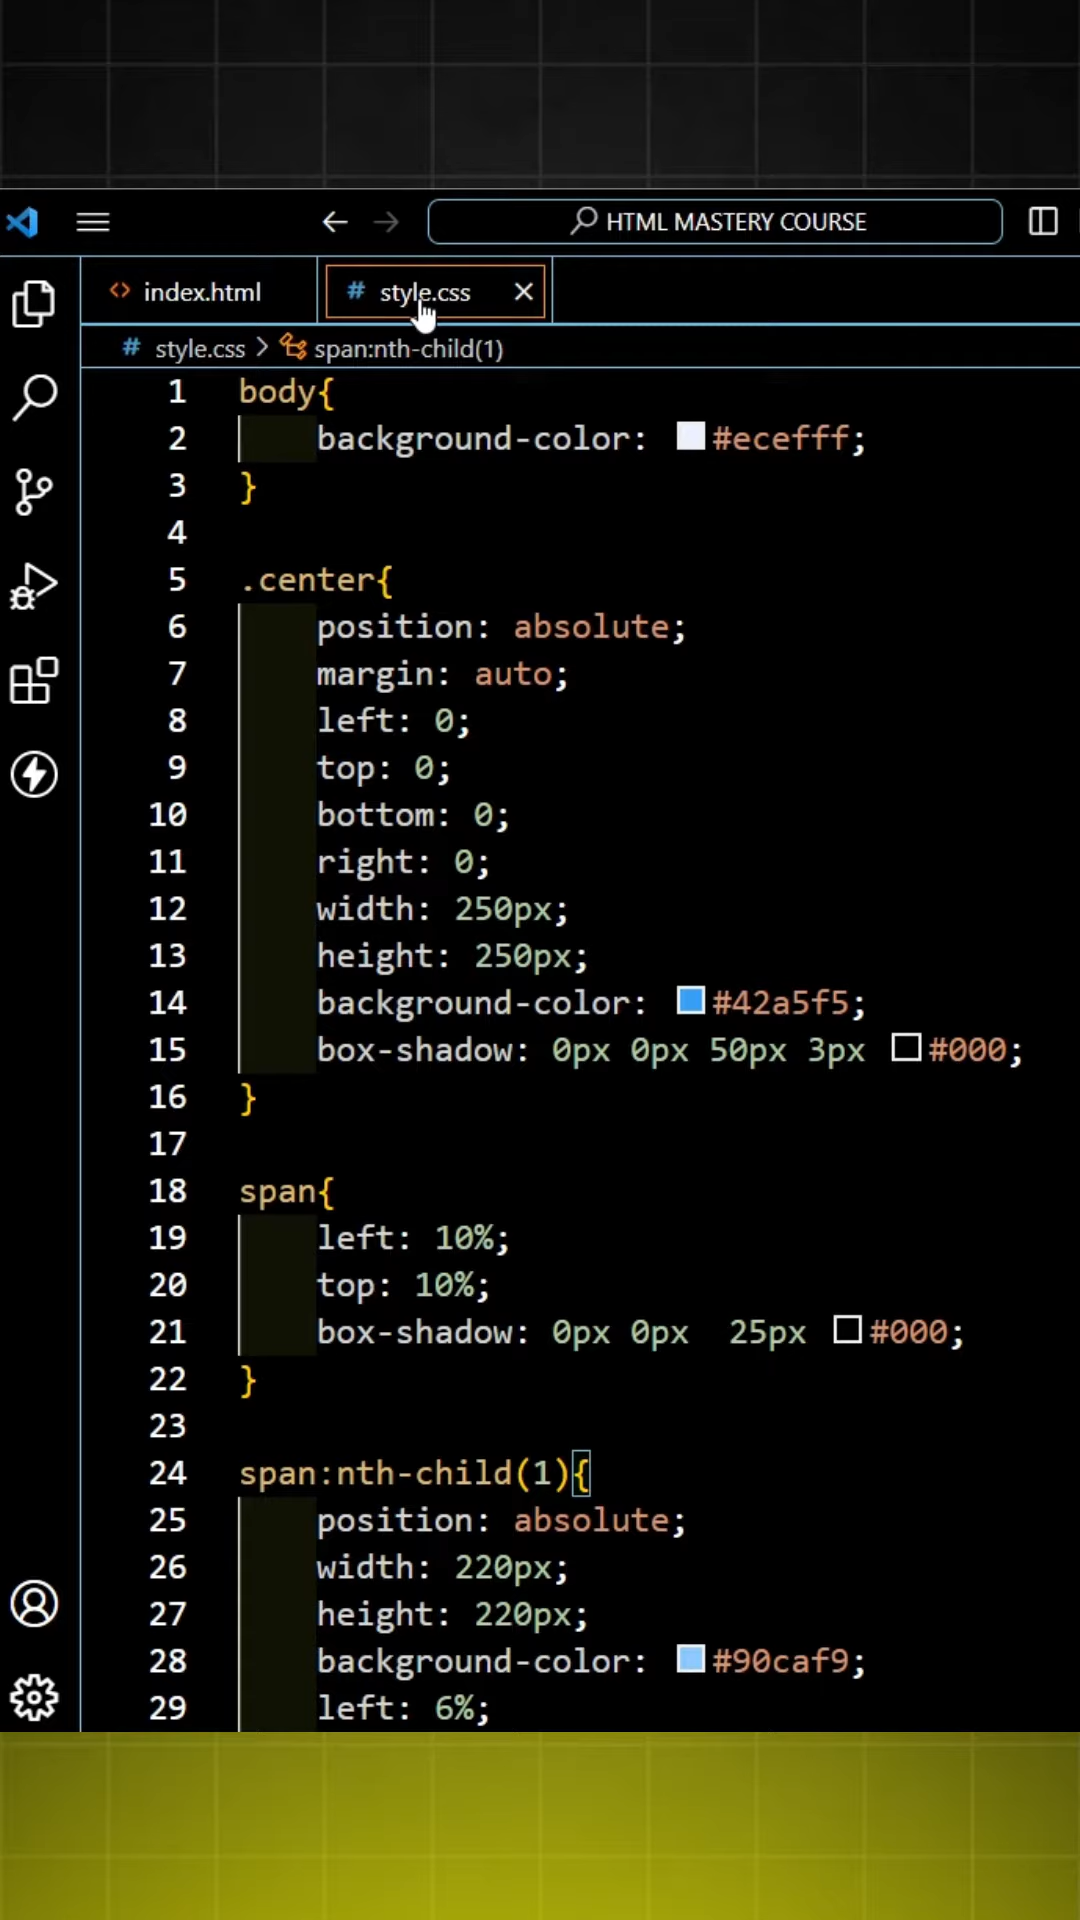 HTML MASTERY COURSE
<> index.html
# style.css ×
# style.css > span:nth-child(1)
1 body{
2 background-color: #ecefff;
3 }
4
5 .center{
6 position: absolute;
7 margin: auto;
8 left: 0;
9 top: 0;
10 bottom: 0;
11 right: 0;
12 width: 250px;
13 height: 250px;
14 background-color: #42a5f5;
15 box-shadow: 0px 0px 50px 3px #000;
16 }
17
18 span{
19 left: 10%;
20 top: 10%;
21 box-shadow: 0px 0px  25px #000;
22 }
23
24 span:nth-child(1){
25 position: absolute;
26 width: 220px;
27 height: 220px;
28 background-color: #90caf9;
29 left: 6%;